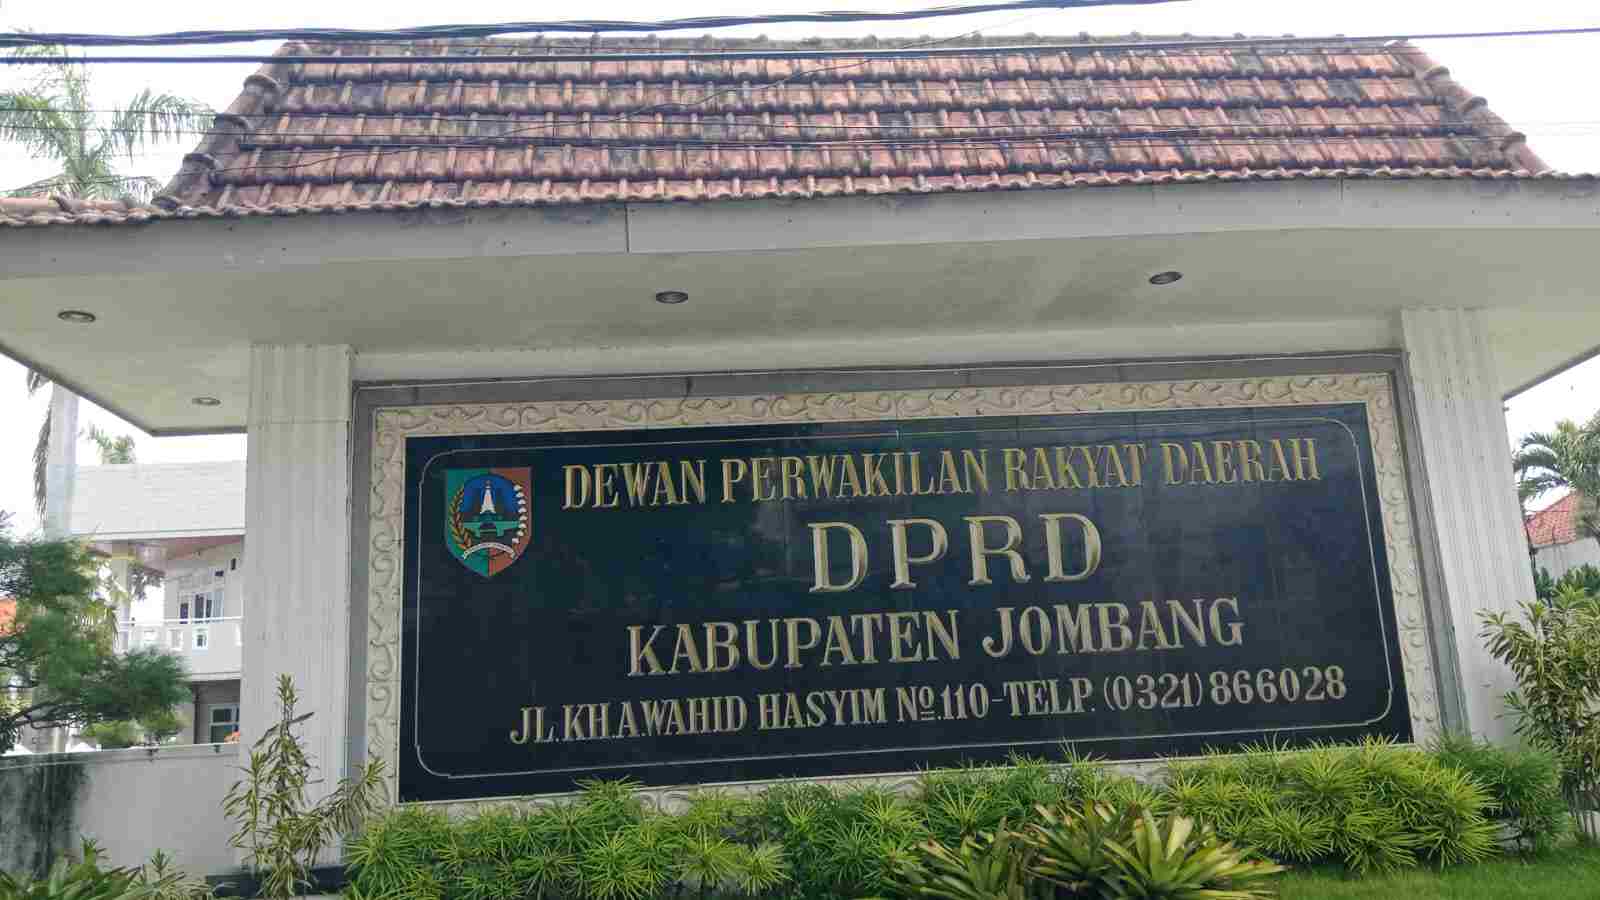 DEWAN PERWAKILAN RAKYAT DAERAH
DPRD
KABUPATEN JOMBANG
JL.KH.A.WAHID HASYIM Nº.110-TELP. (0321) 866028